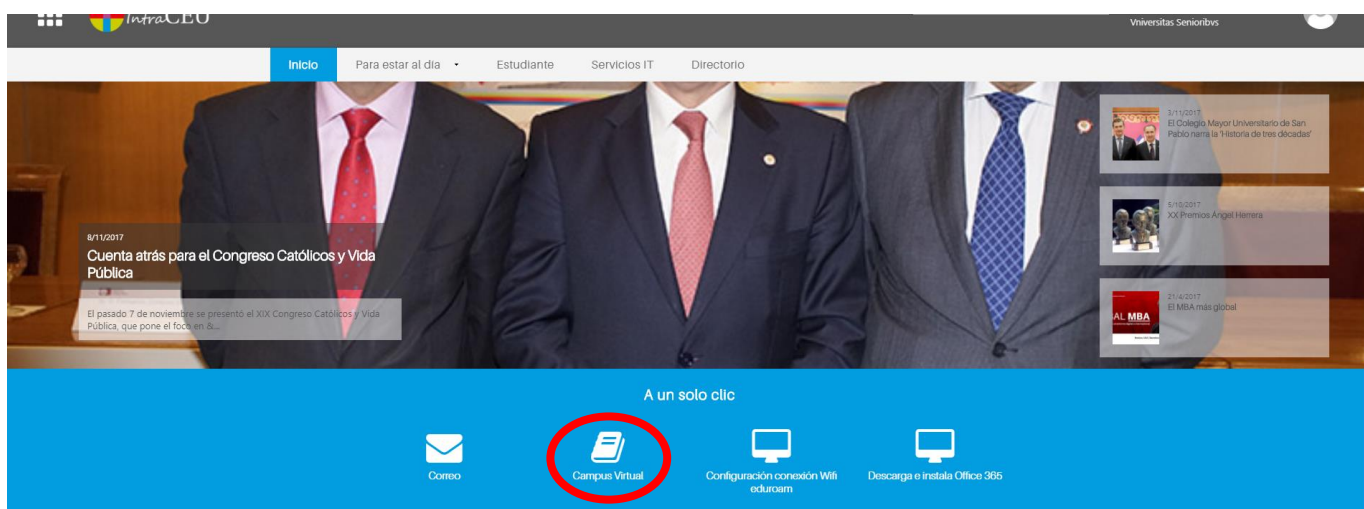 IntraCEU
Vniversitas Senioribvs
Inicio
Para estar al día
Estudiante
Servicios IT
Directorio
8/11/2017
Cuenta atrás para el Congreso Católicos y Vida
Pública
El pasado 7 de noviembre se presentó el XIX Congreso Católicos y Vida
Pública, que pone el foco en &...
3/11/2017
El Colegio Mayor Universitario de San
Pablo narra la 'Historia de tres décadas'
5/10/2017
XX Premios Ángel Herrera
21/4/2017
El MBA más global
AL MBA
A un solo clic
Correo
Campus Virtual
Configuración conexión Wifi
eduroam
Descarga e instala Office 365